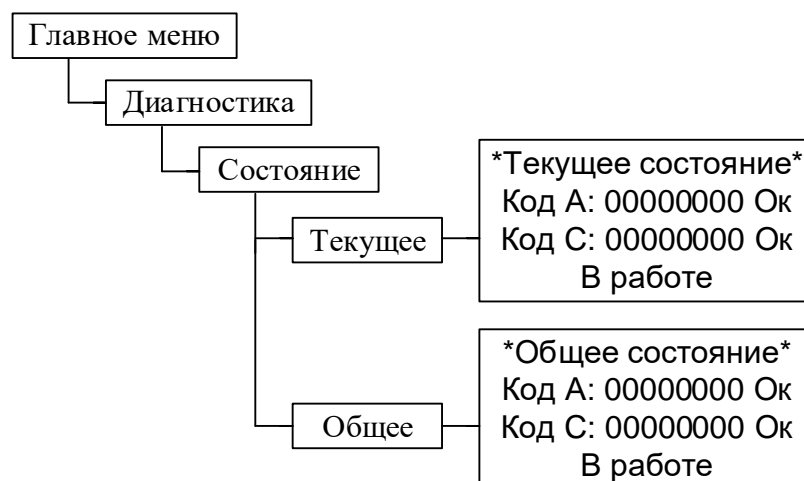 Главное меню
Диагностика
Состояние
Текущее
*Текущее состояние*
Код А: 00000000 Ок
Код С: 00000000 Ок
В работе
Общее
*Общее состояние*
Код А: 00000000 Ок
Код С: 00000000 Ок
В работе